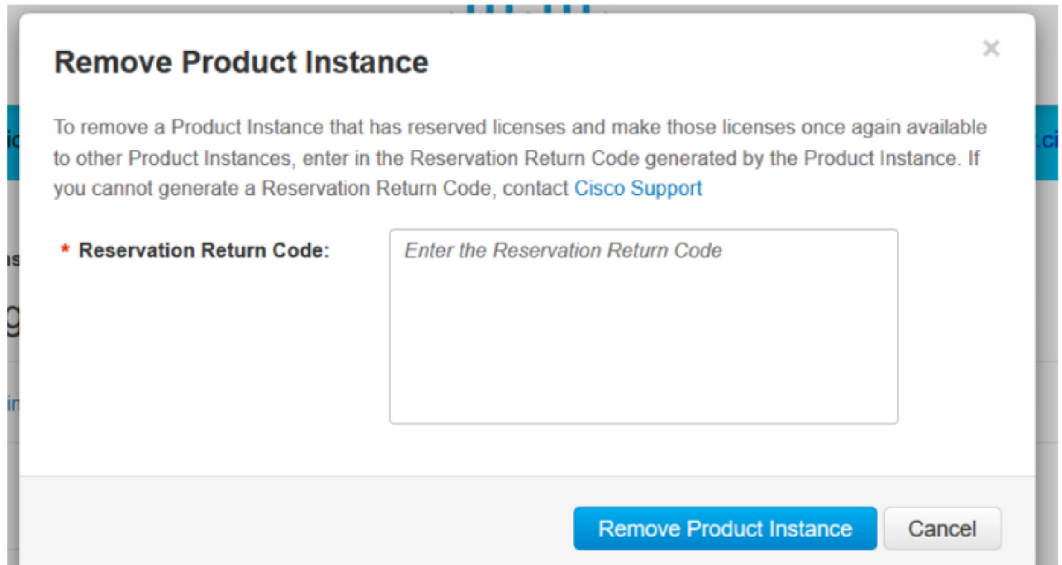 Remove Product Instance
×
To remove a Product Instance that has reserved licenses and make those licenses once again available
to other Product Instances, enter in the Reservation Return Code generated by the Product Instance. If
you cannot generate a Reservation Return Code, contact Cisco Support
* Reservation Return Code:
Enter the Reservation Return Code
Remove Product Instance
Cancel